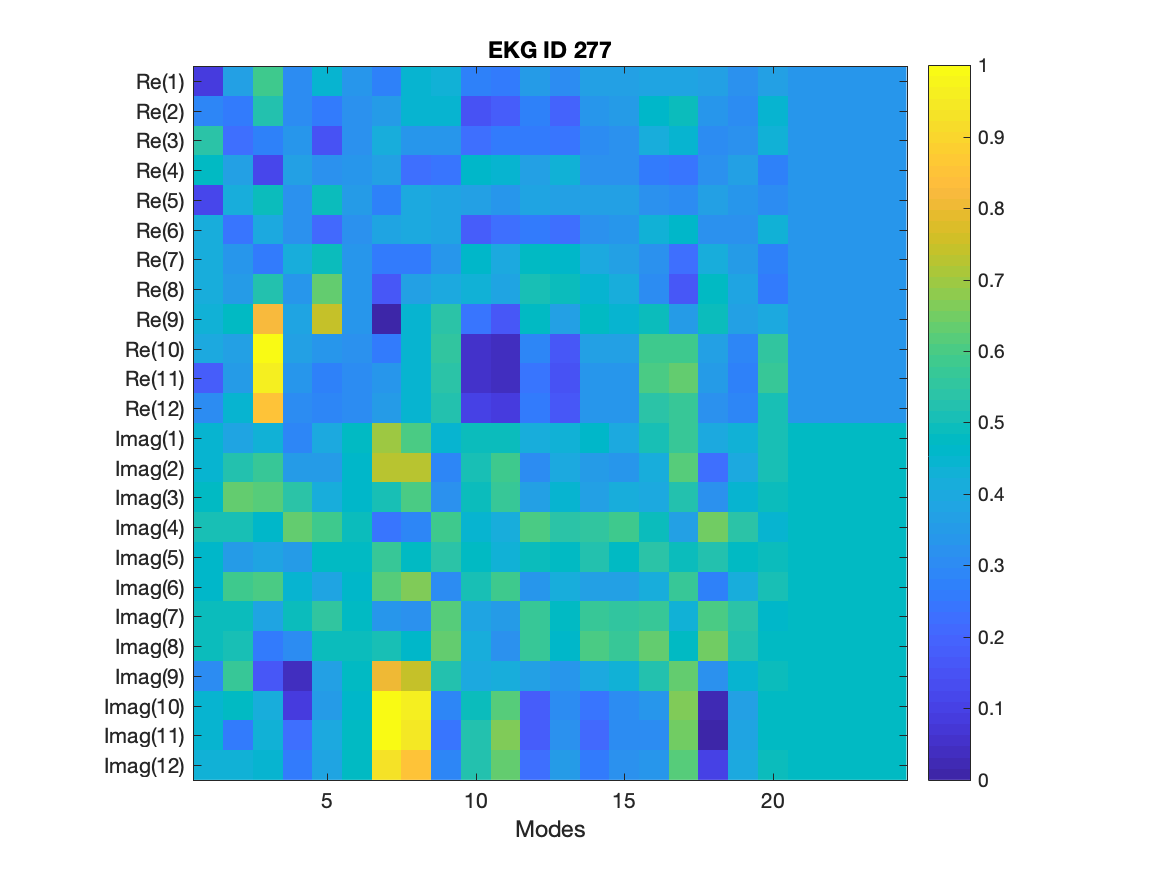 EKG ID 277
Re(1)
Re(2)
Re(3)
Re(4)
Re(5)
Re(6)
Re(7)
Re(8)
Re(9)
Re(10)
Re(11)
Re(12)
Imag(1)
Imag(2)
Imag(3)
Imag(4)
Imag(5)
Imag(6)
Imag(7)
Imag(8)
Imag(9)
Imag(10)
Imag(11)
Imag(12)
5 10 15 20
Modes
1
0.9
0.8
0.7
0.6
0.5
0.4
0.3
0.2
0.1
0